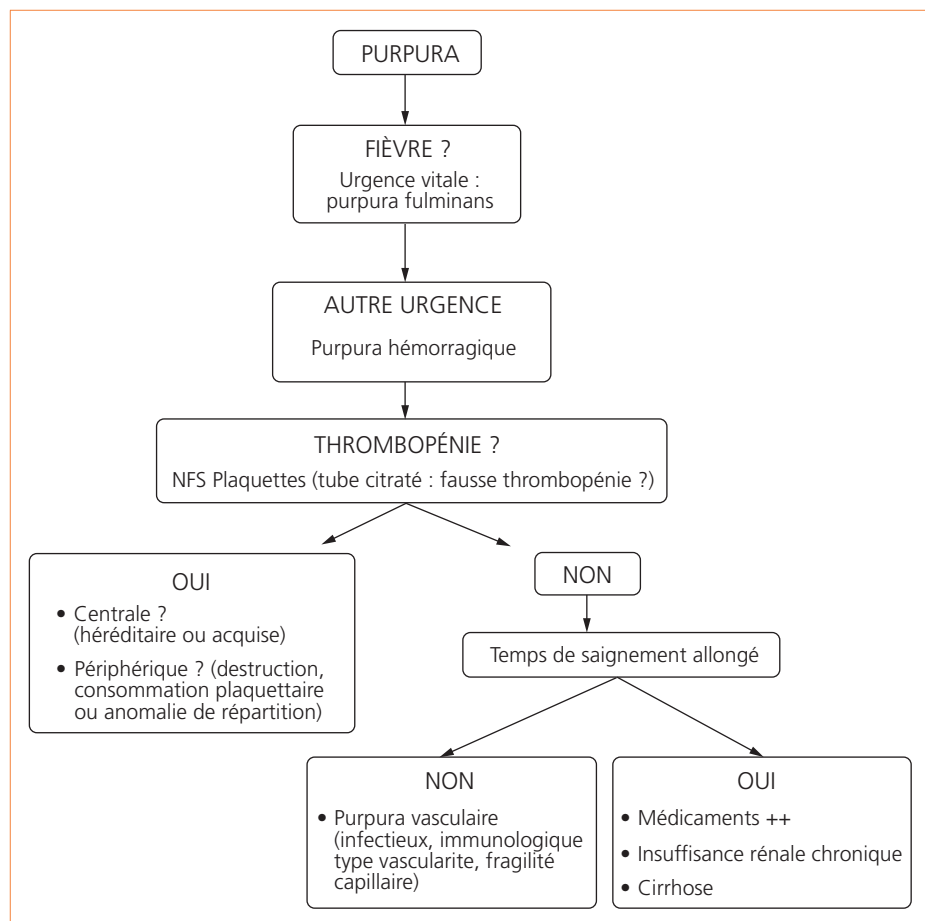 PURPURA
FIÈVRE ?
Urgence vitale :
purpura fulminans
AUTRE URGENCE
Purpura hémorragique
THROMBOPÉNIE ?
NFS Plaquettes (tube citraté : fausse thrombopénie ?)
OUI
• Centrale ?
(héréditaire ou acquise)
• Périphérique ? (destruction,
consommation plaquettaire
ou anomalie de répartition)
NON
Temps de saignement allongé
NON
• Purpura vasculaire
(infectieux, immunologique
type vascularite, fragilité
capillaire)
OUI
• Médicaments ++
• Insuffisance rénale chronique
• Cirrhose